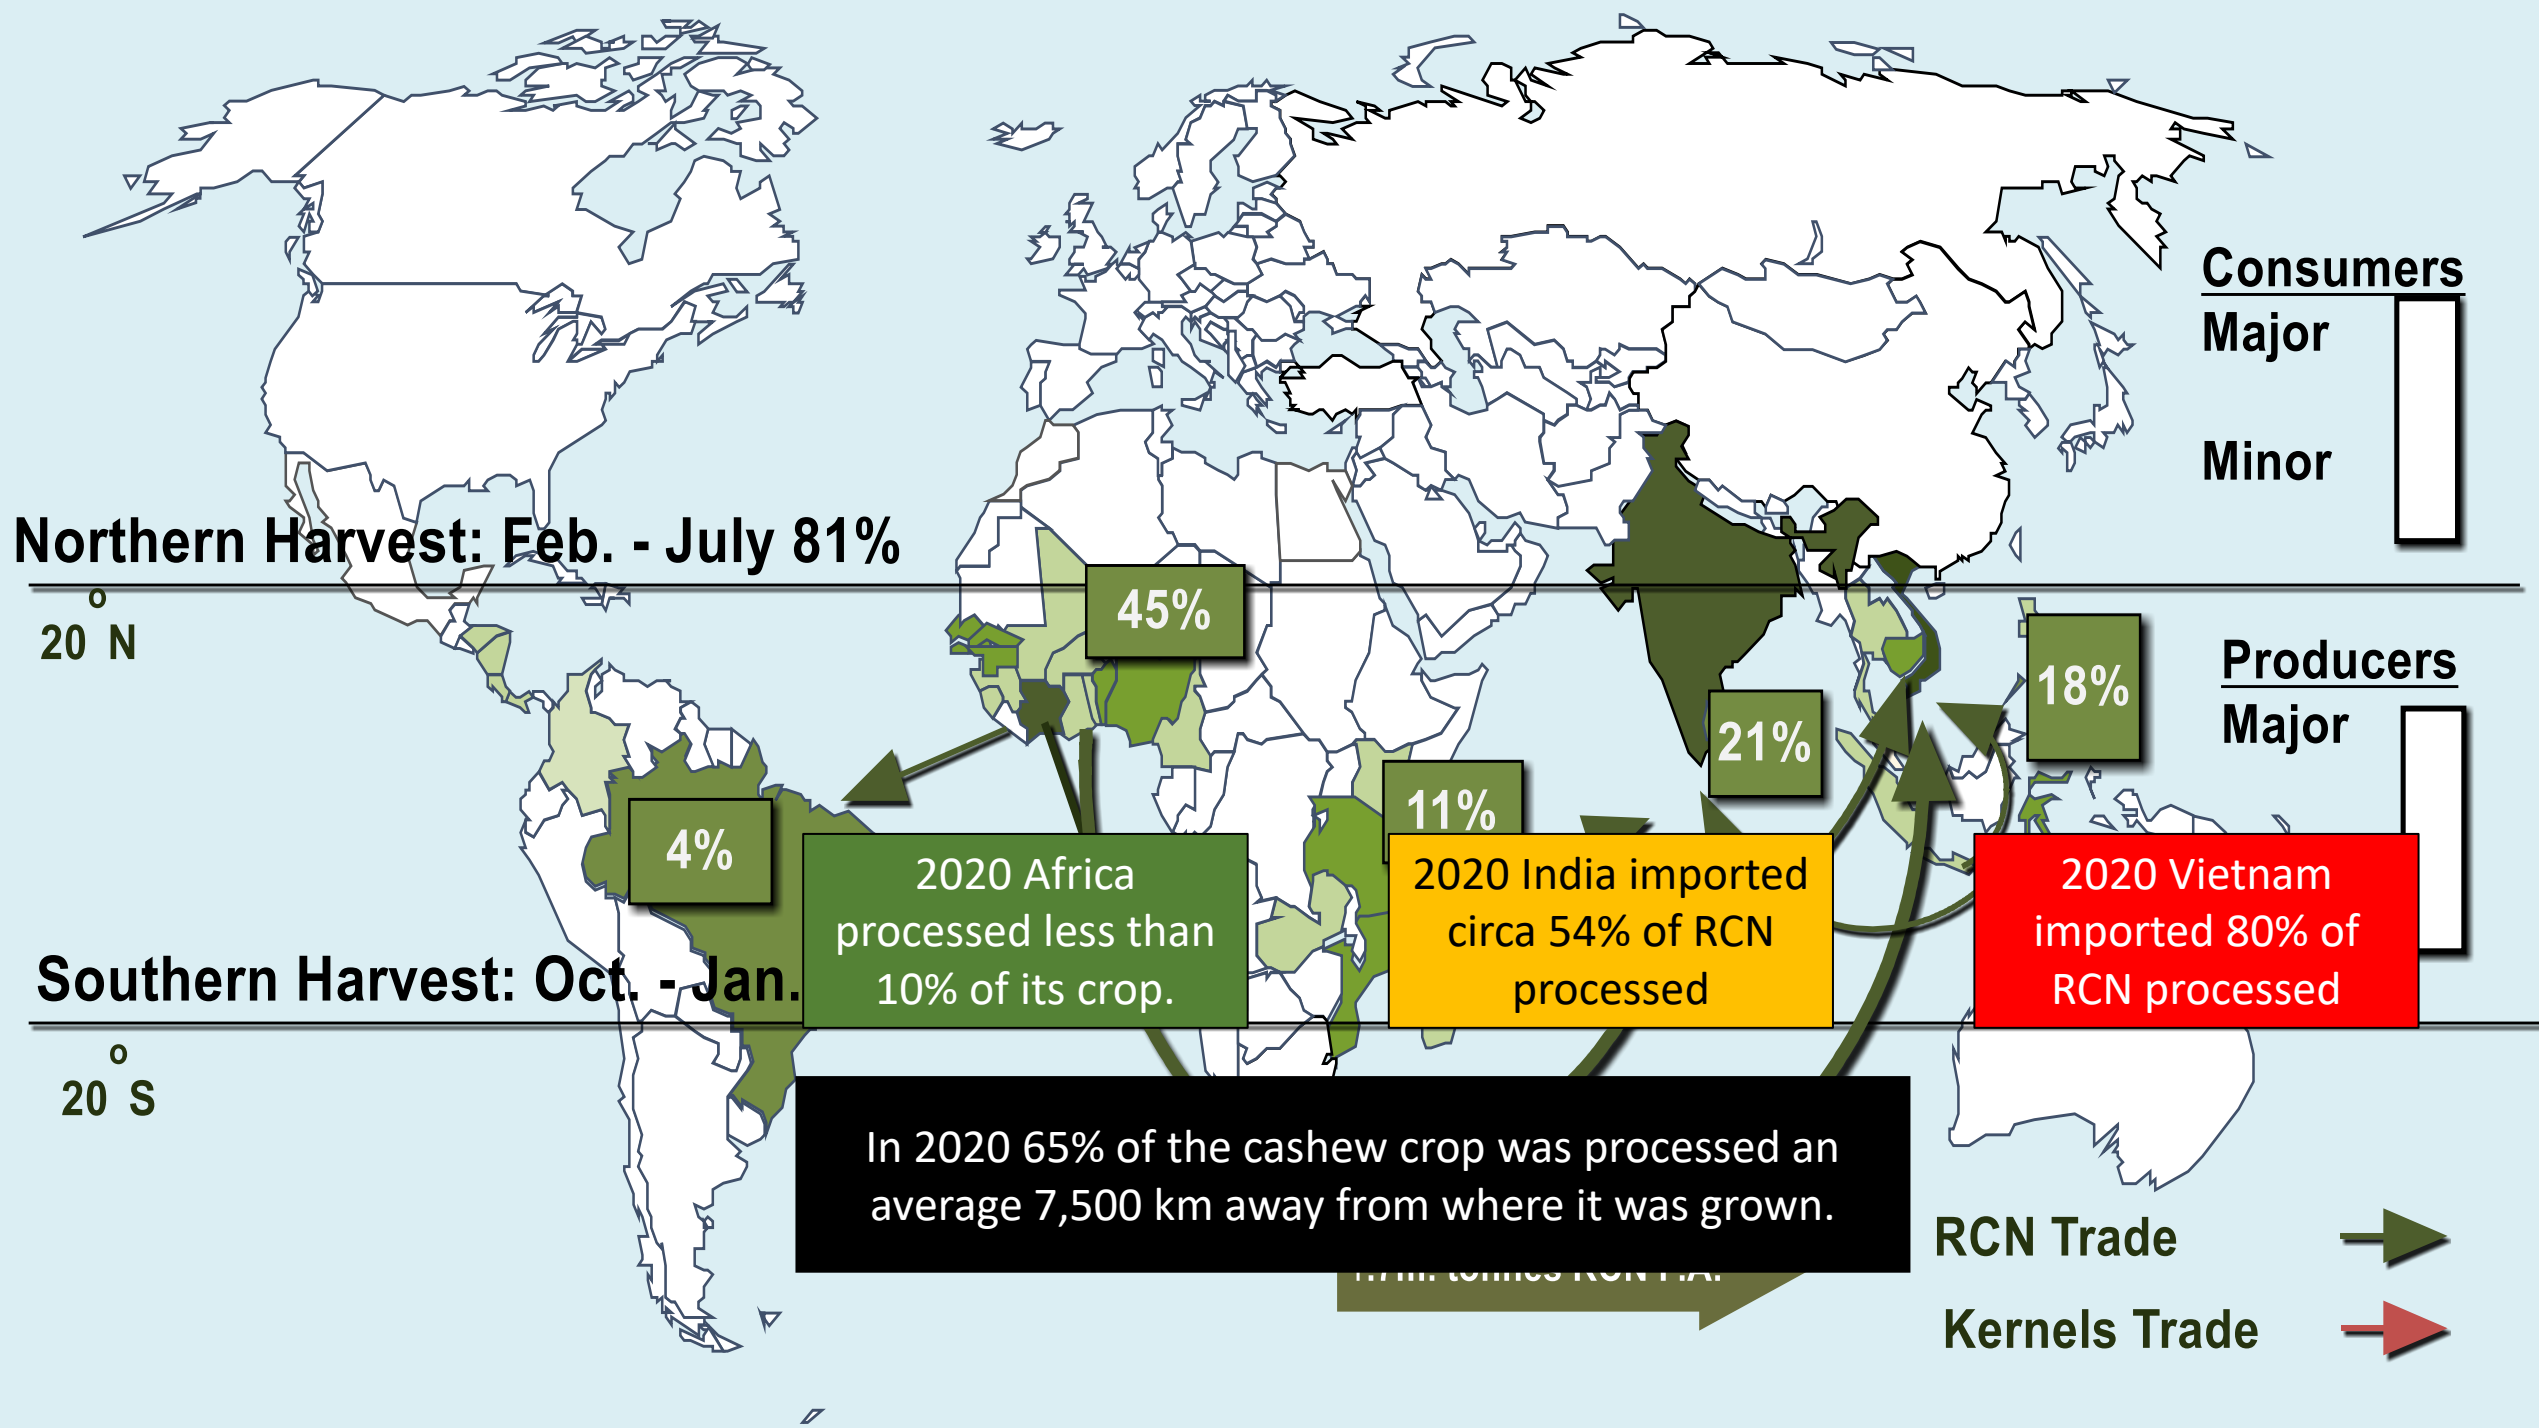 Consumers
Major
Minor
Northern Harvest: Feb. - July 81%
o
20 N
45%
18%
Producers
Major
21%
11%
4%
2020 Africa
processed less than
10% of its crop.
2020 India imported
circa 54% of RCN
processed
2020 Vietnam
imported 80% of
RCN processed
Southern Harvest: Oct. - Jan.
o
20 S
In 2020 65% of the cashew crop was processed an
average 7,500 km away from where it was grown.
tonnes RCN P.A.
RCN Trade
Kernels Trade